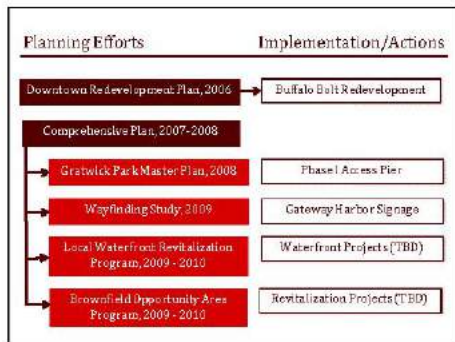 Planning Efforts Implementation/Actions
Downtown Redevelopment Plan, 2006 Buffalo Bolt Redevelopment
Comprehensive Plan, 2007-2008
Gratwick Park Master Plan, 2008 Phase I Access Pier
Wayfinding Study, 2009 Gateway Harbor Signage
Local Waterfront Revitalization
Program, 2009 - 2010
Waterfront Projects (TBD)
Brownfield Opportunity Area
Program, 2009 - 2010
Revitalization Projects (TBD)